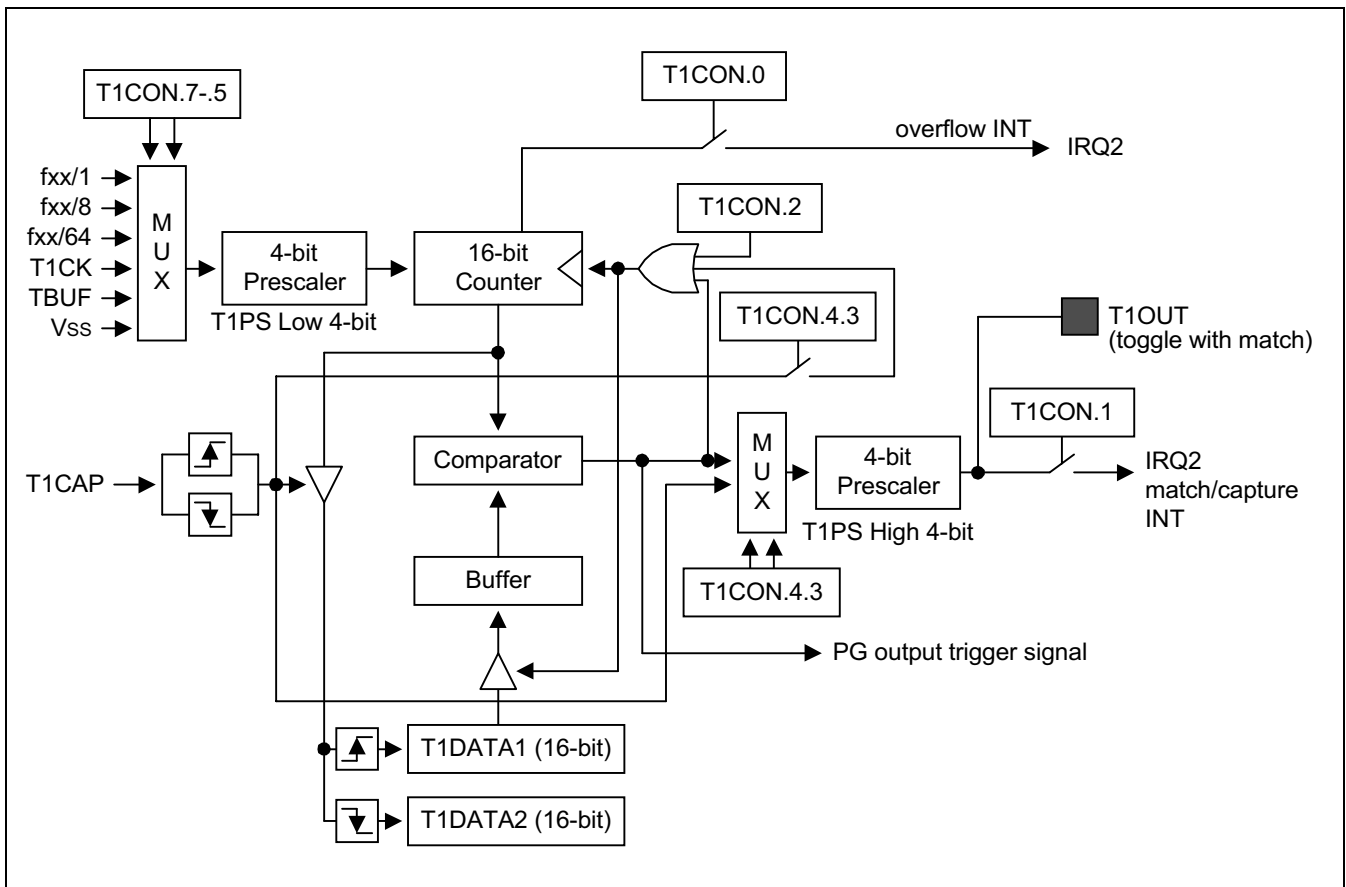 T1CON.0
T1CON.7-.5
overflow INT
IRQ2
fxx/1
fxx/8
fxx/64
T1CK
TBUF
VSS
M
U
X
4-bit
Prescaler
T1PS Low 4-bit
16-bit
Counter
T1CON.2
T1CON.4.3
T1OUT
(toggle with match)
T1CON.1
T1CAP
Comparator
M
U
X
4-bit
Prescaler
T1PS High 4-bit
IRQ2
match/capture
INT
Buffer
T1CON.4.3
PG output trigger signal
T1DATA1 (16-bit)
T1DATA2 (16-bit)